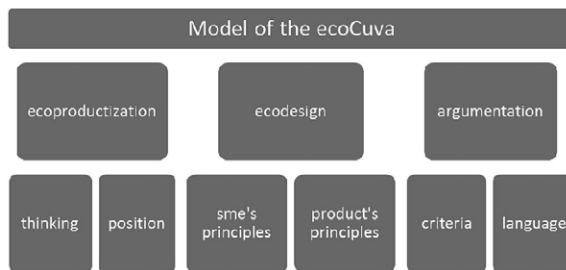 Model of the ecoCuva
ecoproductization
ecodesign
argumentation
thinking
position
sme's
principles
product's
principles
criteria
language